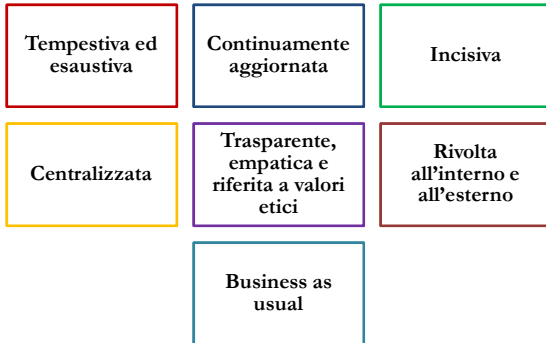 Tempestiva ed
esaustiva
Continuamente
aggiornata
Incisiva
Centralizzata
Trasparente,
empatica e
riferita a valori
etici
Rivolta
all'interno e
all'esterno
Business as
usual